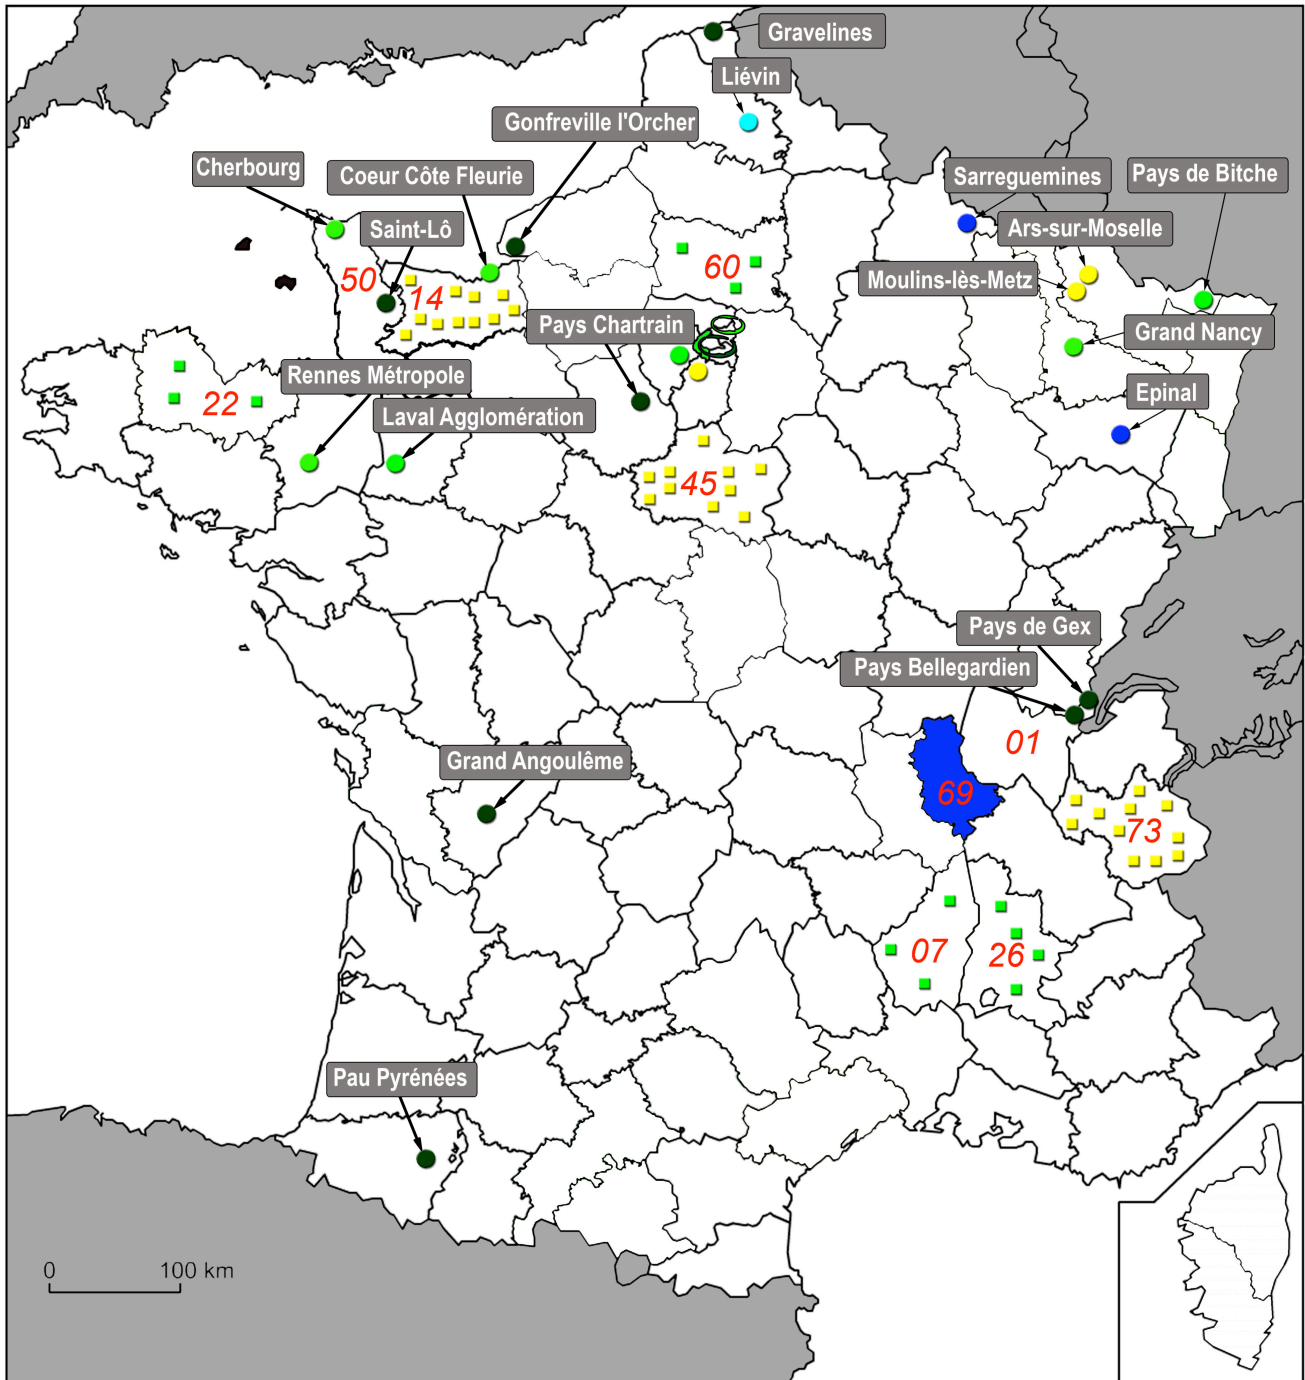 Gravelines
Liévin
Gonfreville l'Orcher
Cherbourg
Coeur Côte Fleurie
Sarreguemines
Pays de Bitche
Saint-Lô
Ars-sur-Moselle
50
14
60
Moulins-lès-Metz
Pays Chartrain
Grand Nancy
Rennes Métropole
Epinal
22
Laval Agglomération
45
Pays de Gex
Pays Bellegardien
01
Grand Angoulême
69
73
07
26
Pau Pyrénées
0 100 km